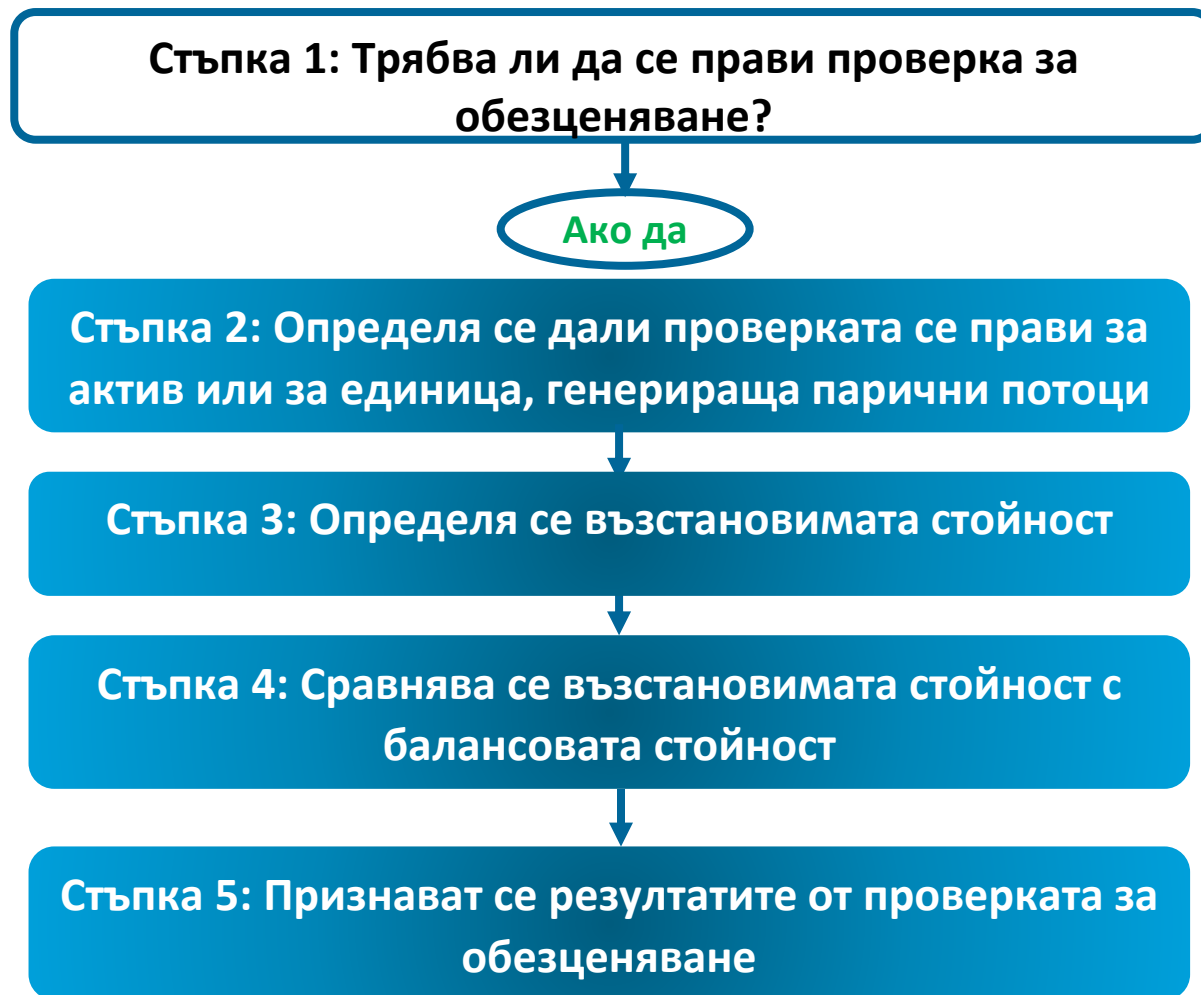 Стъпка 1: Трябва ли да се прави проверка за
обезценяване?
Ако да
Стъпка 2: Определя се дали проверката се прави за
актив или за единица, генерираща парични потоци
Стъпка 3: Определя се възстановимата стойност
Стъпка 4: Сравнява се възстановимата стойност с
балансовата стойност
Стъпка 5: Признават се резултатите от проверката за
обезценяване